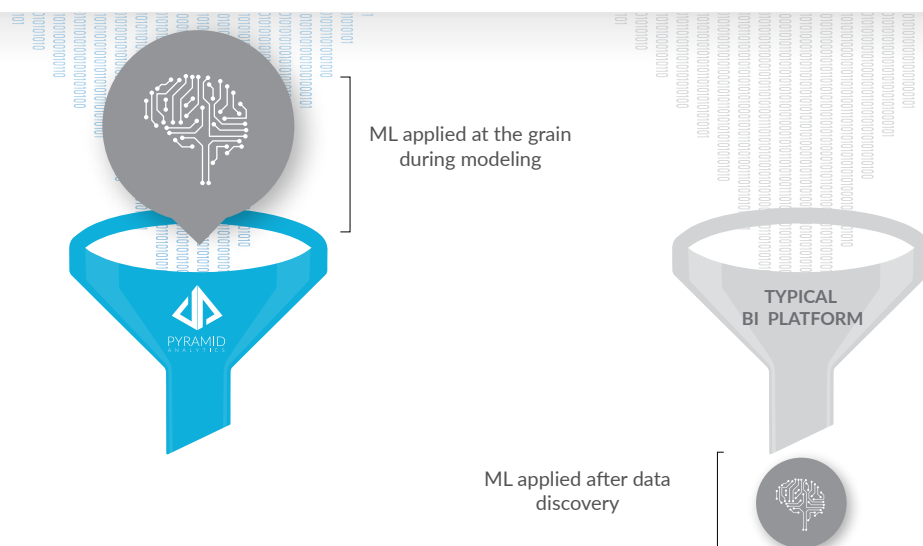 ML applied at the grain
during modeling
PYRAMID
ANALYTICS
TYPICAL
BI PLATFORM
ML applied after data
discovery